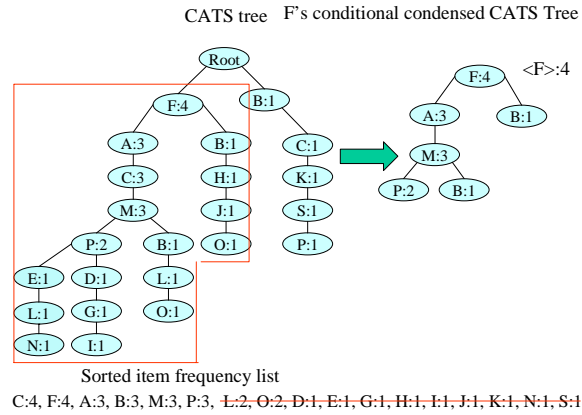 CATS tree F's conditional condensed CATS Tree
Root
F:4 <F>:4
F:4 B:1
A:3 B:1
A:3 B:1 C:1
M:3
C:3 H:1 K:1
P:2 B:1
M:3 J:1 S:1
P:2 B:1 O:1 P:1
E:1 D:1 L:1
L:1 G:1 O:1
N:1 I:1
Sorted item frequency list
C:4, F:4, A:3, B:3, M:3, P:3, L:2, O:2, D:1, E:1, G:1, H:1, I:1, J:1, K:1, N:1, S:1